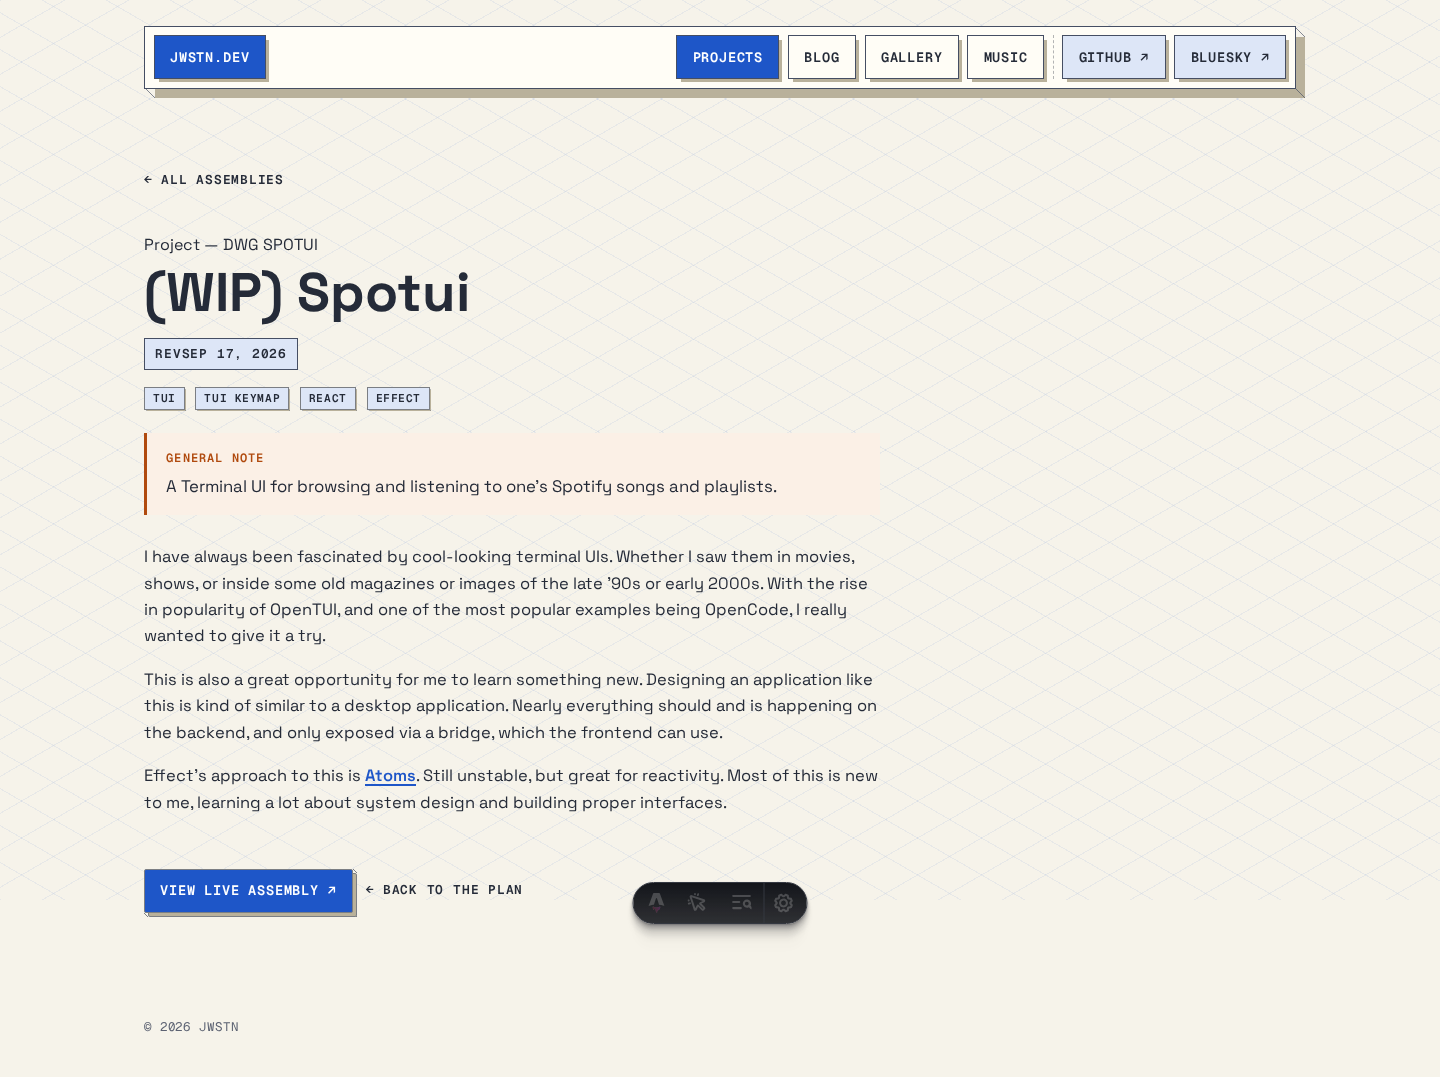 JWSTN.DEV
PROJECTS
BLOG
GALLERY
MUSIC
GITHUB ↗
BLUESKY ↗
← ALL ASSEMBLIES
Project — DWG SPOTUI
(WIP) Spotui
REVSEP 17, 2026
TUI
TUI KEYMAP
REACT
EFFECT
GENERAL NOTE
A Terminal UI for browsing and listening to one’s Spotify songs and playlists.
I have always been fascinated by cool-looking terminal UIs. Whether I saw them in movies,
shows, or inside some old magazines or images of the late ’90s or early 2000s. With the rise
in popularity of OpenTUI, and one of the most popular examples being OpenCode, I really
wanted to give it a try.
This is also a great opportunity for me to learn something new. Designing an application like
this is kind of similar to a desktop application. Nearly everything should and is happening on
the backend, and only exposed via a bridge, which the frontend can use.
Effect’s approach to this is Atoms. Still unstable, but great for reactivity. Most of this is new
to me, learning a lot about system design and building proper interfaces.
VIEW LIVE ASSEMBLY ↗
← BACK TO THE PLAN
© 2026 JWSTN